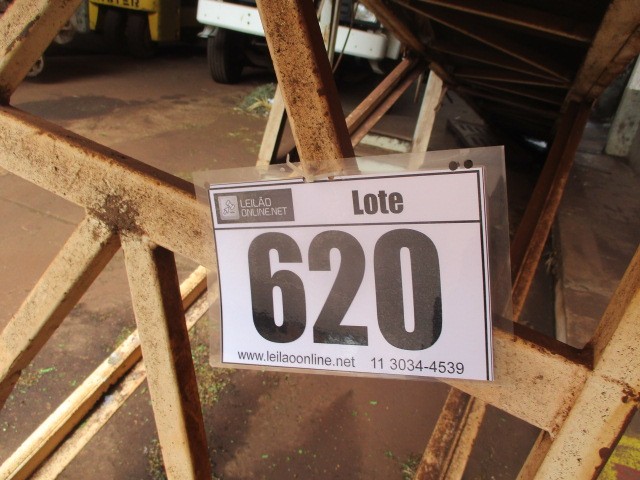 LEILÃO
ONLINE.NET
Lote
620
www.leilaoonline.net 11 3034-4539